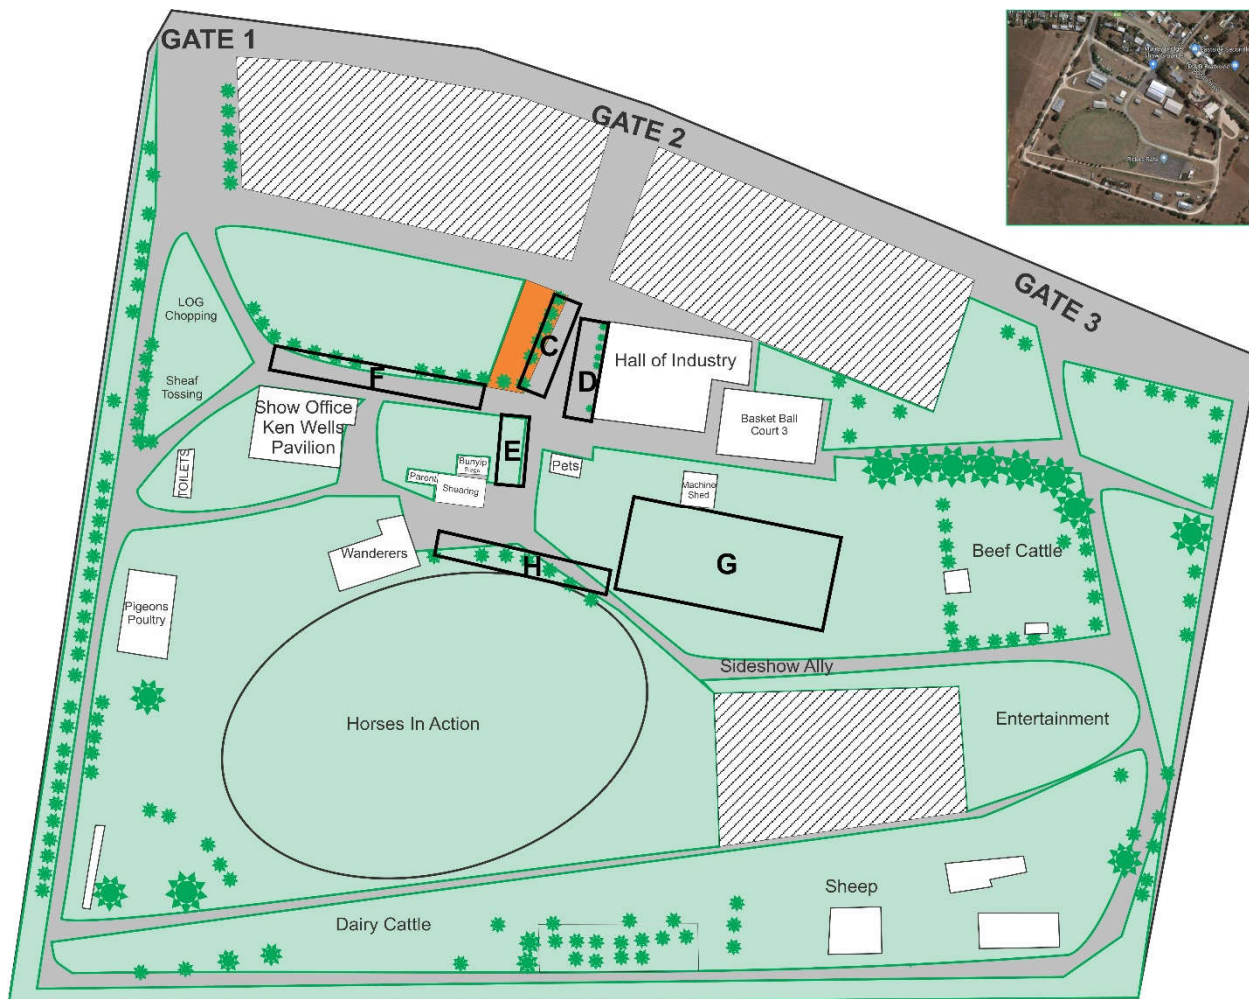 GATE 1
GATE 2
GATE 3
LOG
Chopping
Sheaf
Tossing
C
D
Hall of Industry
F
Show Office
Ken Wells
Pavilion
Basket Ball
Court 3
TOILETS
E
Bunyip
Parent
Shearing
Pets
Machine
Shed
Wanderers
H
G
Beef Cattle
Pigeons
Poultry
Sideshow Ally
Horses In Action
Entertainment
Sheep
Dairy Cattle